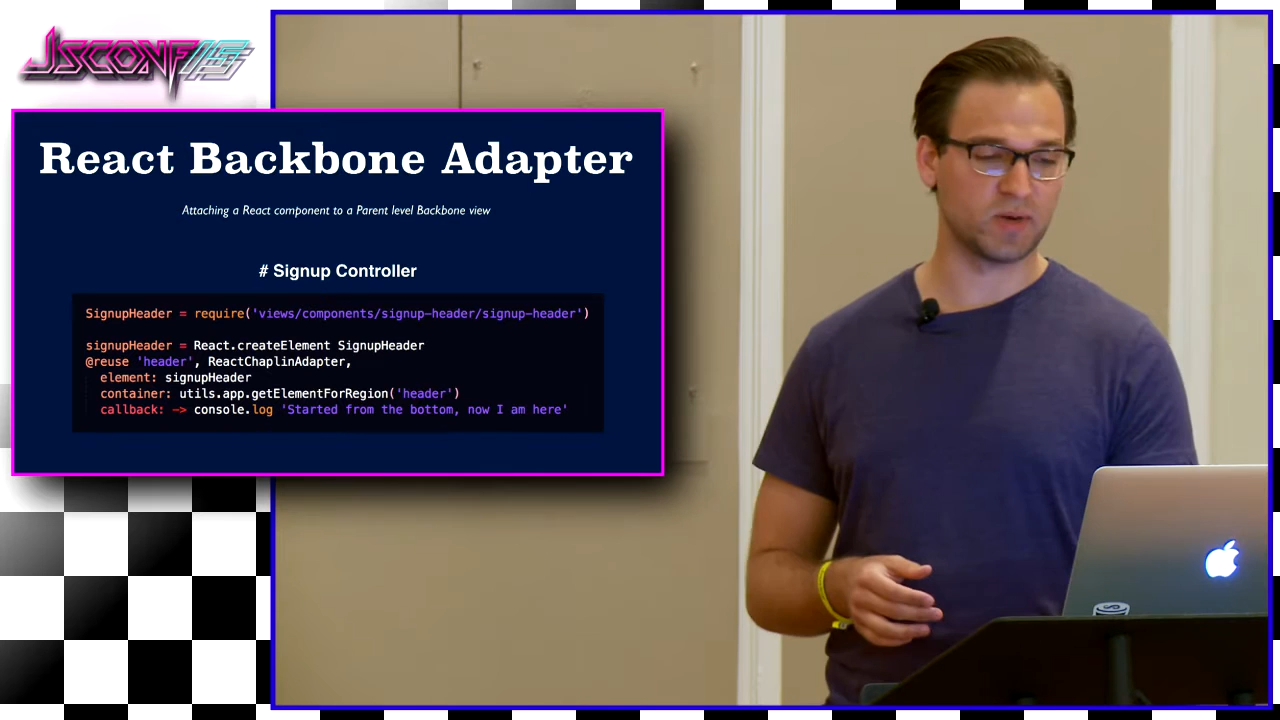 JSCONF15
React Backbone Adapter
Attaching a React component to a Parent level Backbone view
# Signup Controller
SignupHeader = require('views/components/signup-header/signup-header')
signupHeader = React.createElement SignupHeader
@reuse 'header', ReactChaplinAdapter,
element: signupHeader
container: utils.app.getElementForRegion('header')
callback: -> console.log 'Started from the bottom, now I am here'